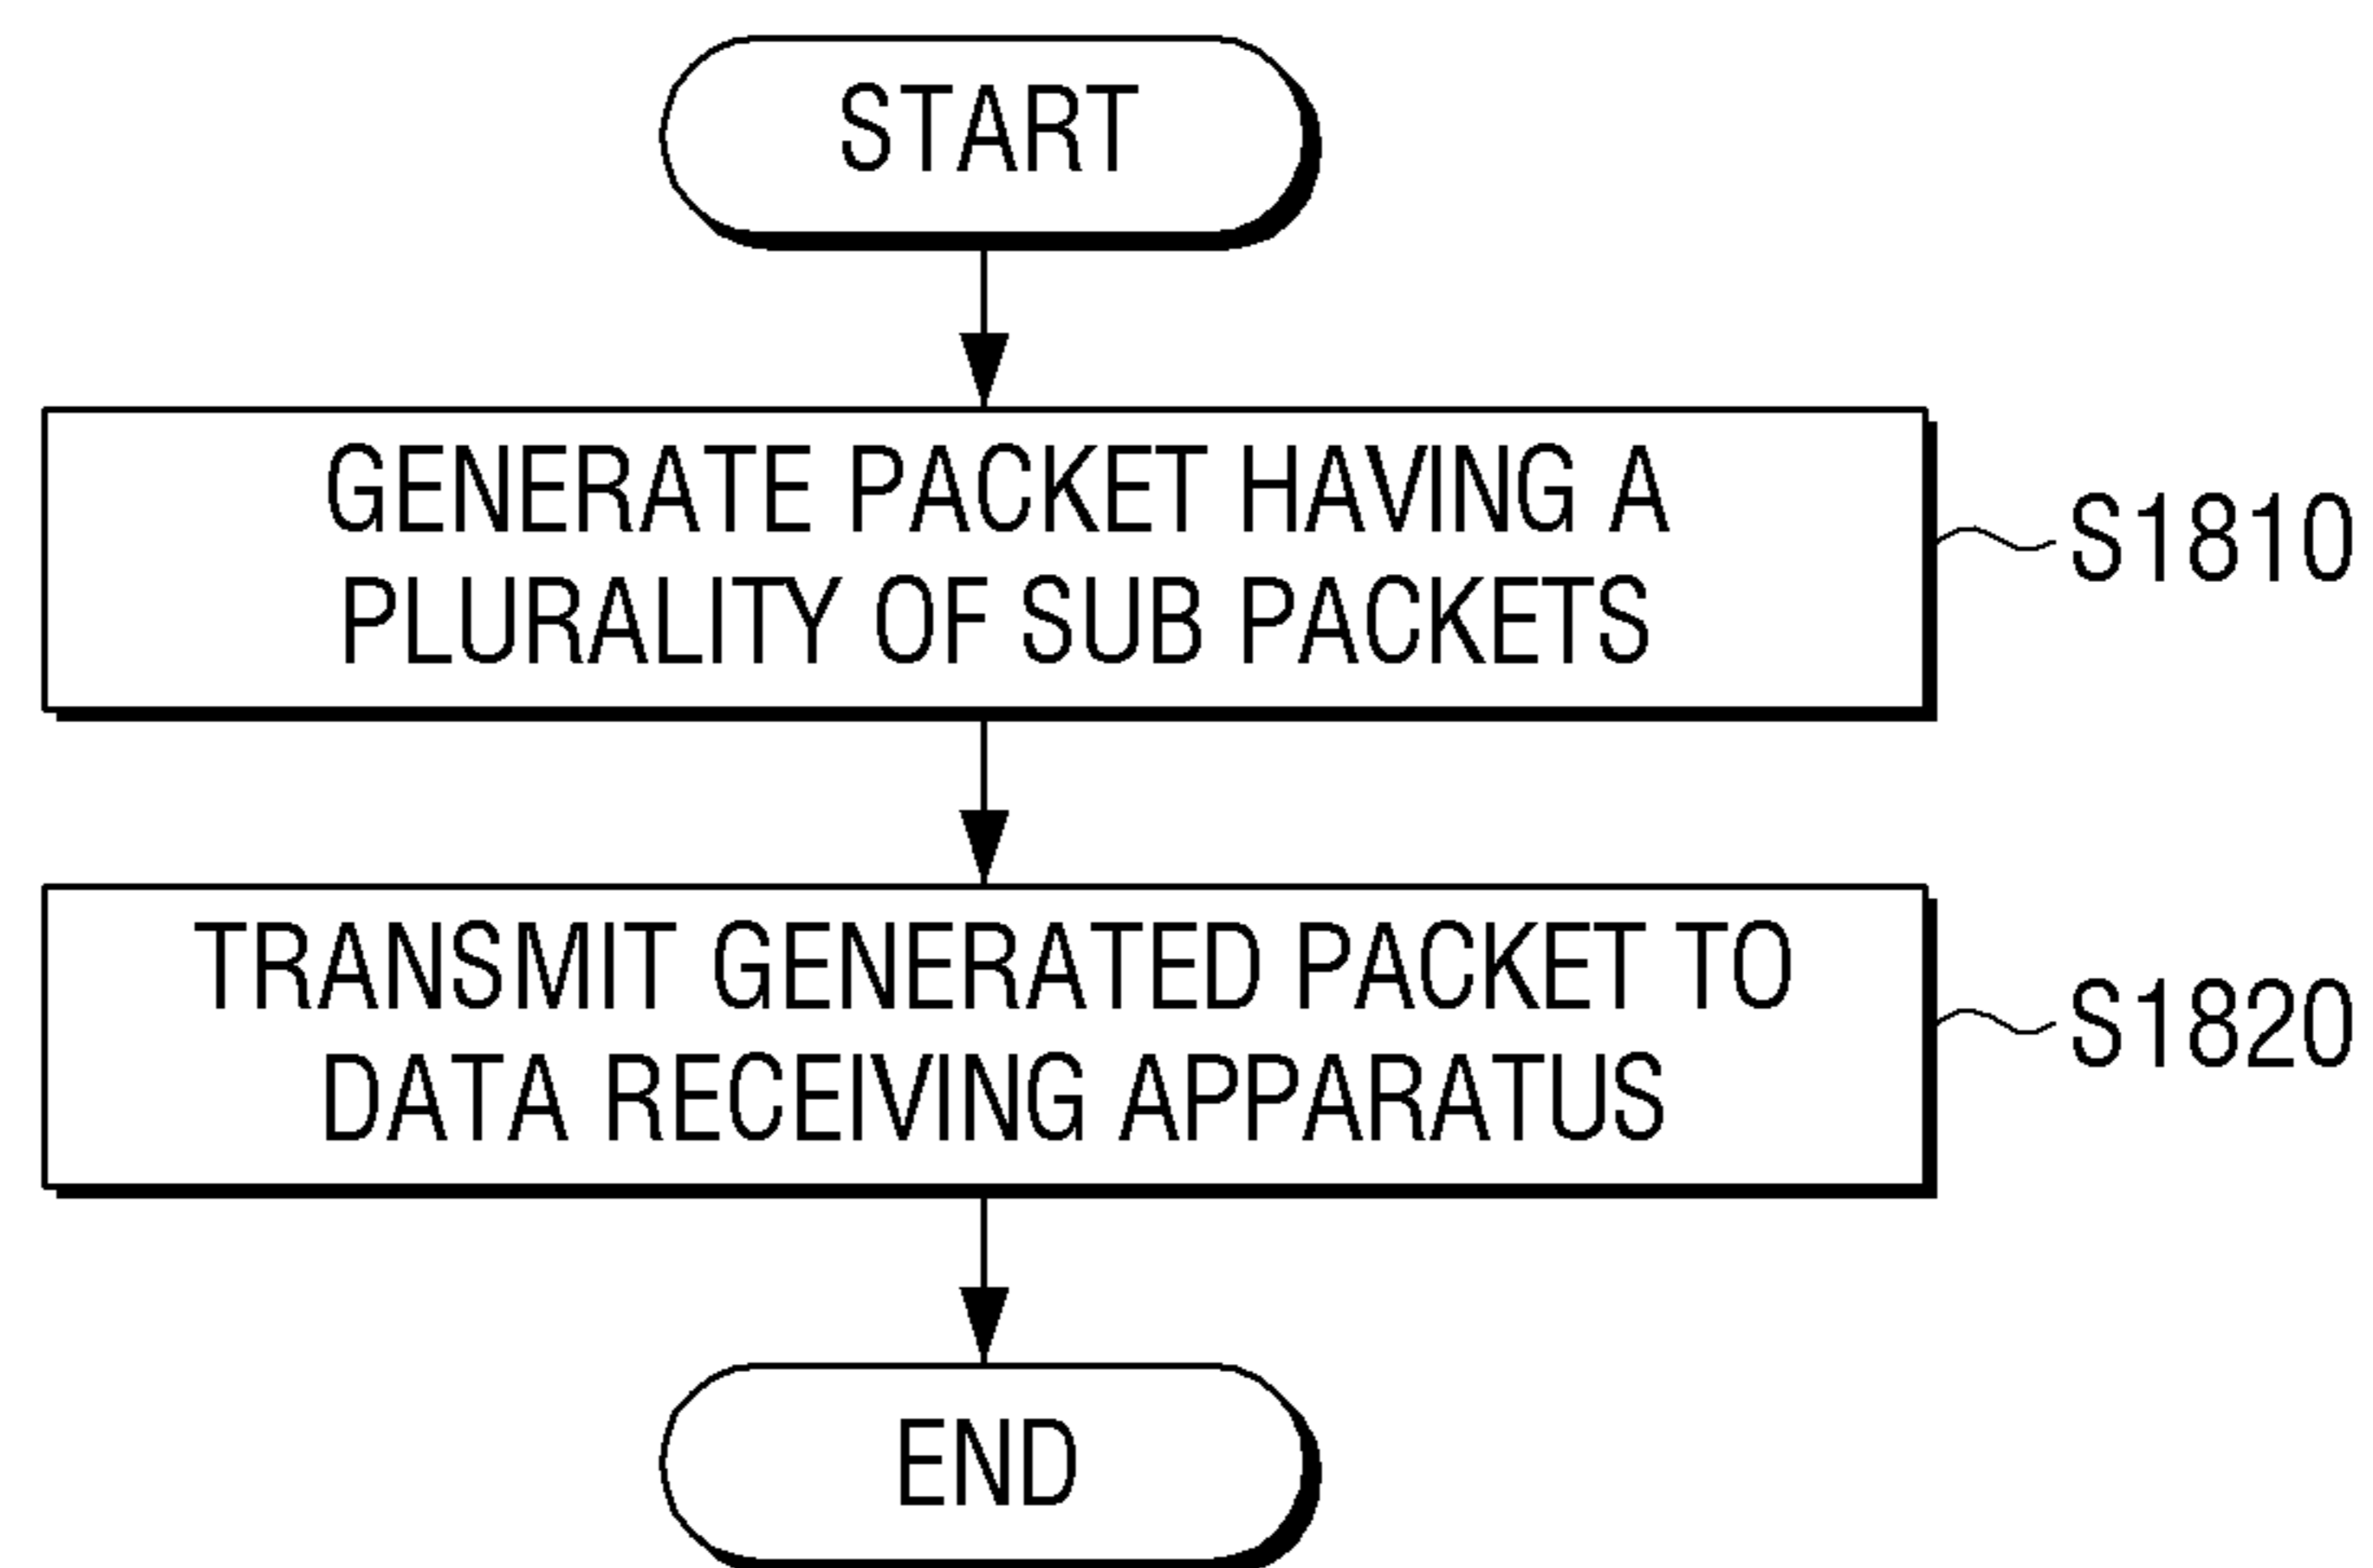 START
GENERATE PACKET HAVING A
PLURALITY OF SUB PACKETS
S1810
TRANSMIT GENERATED PACKET TO
DATA RECEIVING APPARATUS
S1820
END